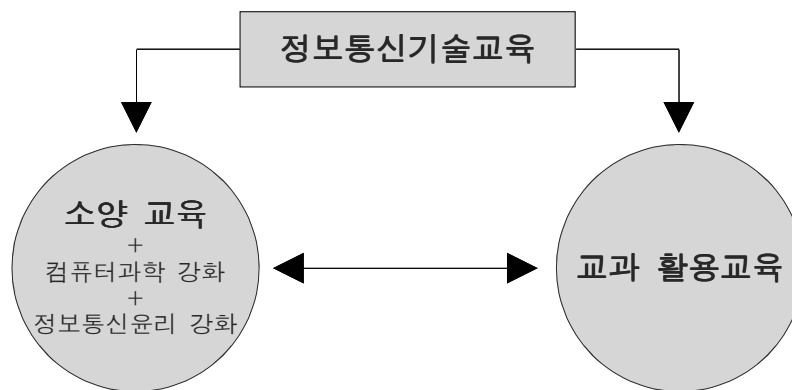 정보통신기술교육
소양 교육
+
컴퓨터과학 강화
+
정보통신윤리 강화
교과 활용교육